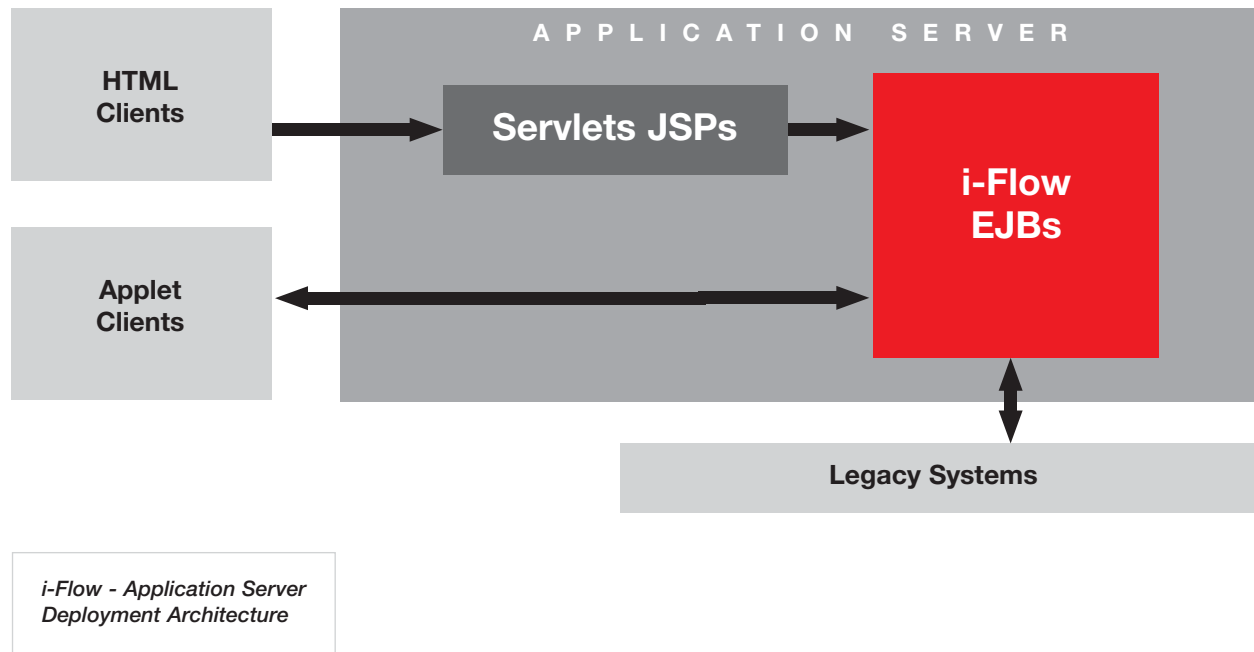 APPLICATION SERVER
HTML
Clients
Servlets JSPs
i-Flow
EJBs
Applet
Clients
Legacy Systems
i-Flow - Application Server
Deployment Architecture